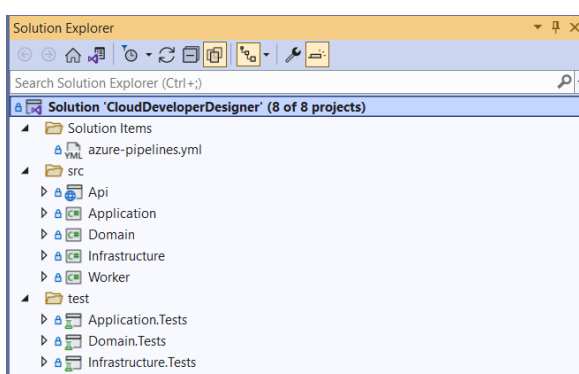 Solution Explorer
Search Solution Explorer (Ctrl+;)
Solution 'CloudDeveloperDesigner' (8 of 8 projects)
Solution Items
YML azure-pipelines.yml
src
Api
C# Application
C# Domain
C# Infrastructure
C# Worker
test
Application.Tests
Domain.Tests
Infrastructure.Tests